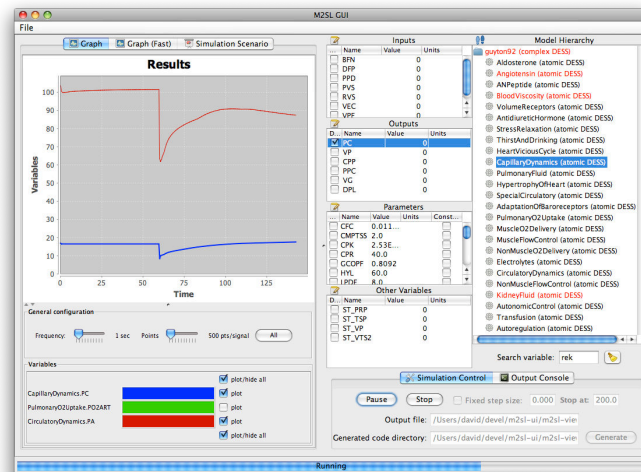 M2SL GUI
File
Graph
Graph (Fast)
Simulation Scenario
Results
Variables
100
90
80
70
60
50
40
30
20
10
0
0
25
50
75
100
125
Time
General configuration
Frequency:
1 sec
Points
500 pts/signal
All
Variables
plot/hide all
CapillaryDynamics.PC
plot
PulmonaryO2Uptake.PO2ART
plot
CirculatoryDynamics.PA
plot
plot/hide all
Inputs
... Name Value Units
BFN 0
DFP 0
PPD 0
PVS 0
RVS 0
VEC 0
VPF 0
Outputs
D... Name Value Units
PC 0
VP 0
CPP 0
PPC 0
VG 0
DPL 0
Parameters
... Name Value Units Const...
CFC 0.011...
CMPTSS 2.0
CPK 2.53E...
CPR 40.0
GCOPF 0.8092
HYL 60.0
LPDE 8.0
Other Variables
D... Name Value Units
ST_PRP 0
ST_TSP 0
ST_VP 0
ST_VTS2 0
Model Hierarchy
guyton92 (complex DESS)
Aldosterone (atomic DESS)
Angiotensin (atomic DESS)
ANPeptide (atomic DESS)
BloodViscosity (atomic DESS)
VolumeReceptors (atomic DESS)
AntidiureticHormone (atomic DESS)
StressRelaxation (atomic DESS)
ThirstAndDrinking (atomic DESS)
HeartViciousCycle (atomic DESS)
CapillaryDynamics (atomic DESS)
PulmonaryFluid (atomic DESS)
HypertrophyOfHeart (atomic DESS)
SpecialCirculatory (atomic DESS)
AdaptationOfBaroreceptors (atomic DESS)
PulmonaryO2Uptake (atomic DESS)
MuscleO2Delivery (atomic DESS)
MuscleFlowControl (atomic DESS)
NonMuscleO2Delivery (atomic DESS)
Electrolytes (atomic DESS)
CirculatoryDynamics (atomic DESS)
NonMuscleFlowControl (atomic DESS)
KidneyFluid (atomic DESS)
AutonomicControl (atomic DESS)
Transfusion (atomic DESS)
Autoregulation (atomic DESS)
Search variable: rek
Simulation Control
Output Console
Pause
Stop
Fixed step size: 0.000 Stop at: 200.0
Output file: /Users/david/devel/m2sl-ui/m2sl-vie
Generated code directory: /Users/david/devel/m2sl-ui/m2sl-vie
Generate
Running